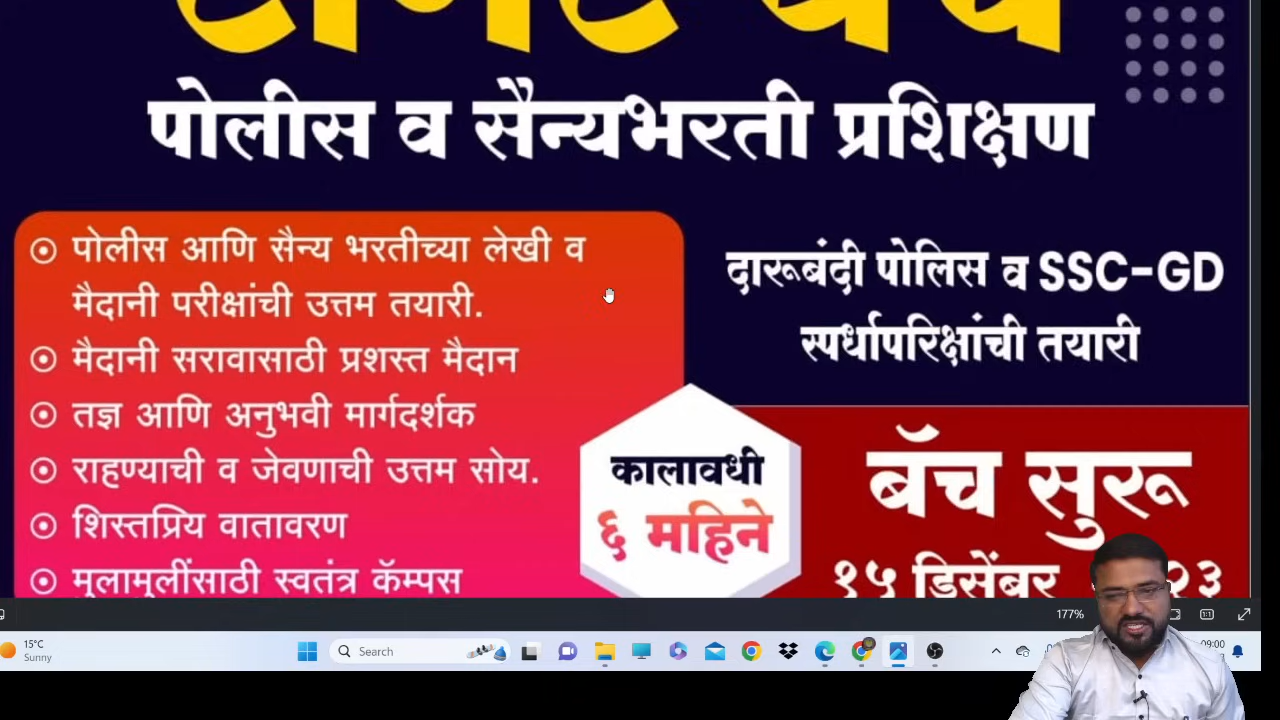 पोलीस व सैन्यभरती प्रशिक्षण
पोलीस आणि सैन्य भरतीच्या लेखी व
मैदानी परीक्षांची उत्तम तयारी.
मैदानी सरावासाठी प्रशस्त मैदान
तज्ञ आणि अनुभवी मार्गदर्शक
राहण्याची व जेवणाची उत्तम सोय.
शिस्तप्रिय वातावरण
मुलामुलींसाठी स्वतंत्र कॅम्पस
दारूबंदी पोलिस व SSC-GD
स्पर्धापरिक्षांची तयारी
कालावधी
६ महिने
बॅच सुरू
१५ डिसेंबर
177%
15°C
Sunny
Search
09:00